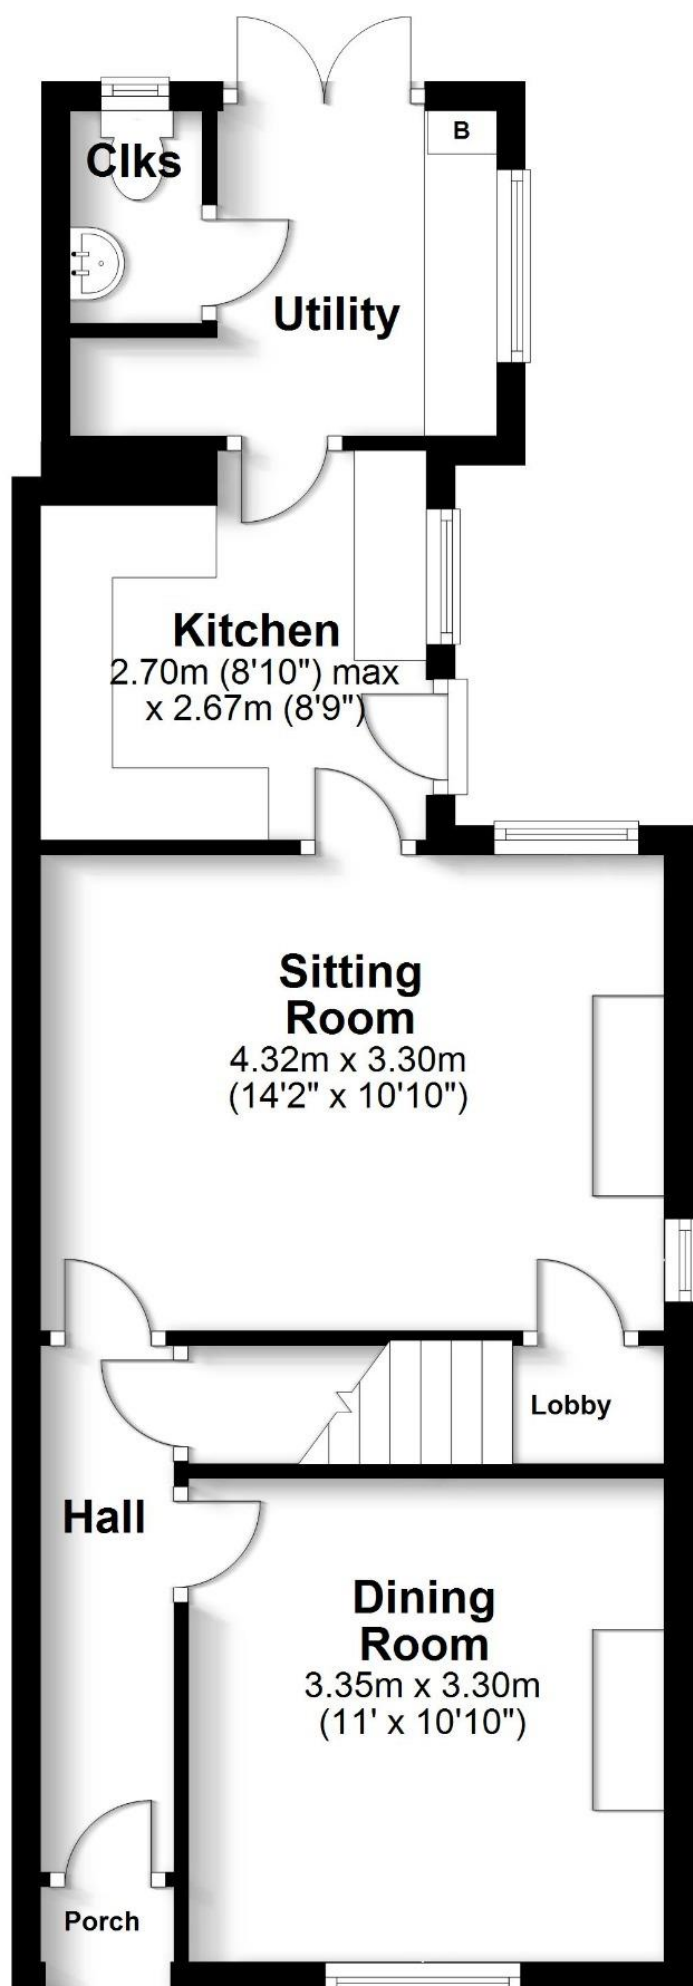 B
Clks
Utility
Kitchen
2.70m (8'10") max
x 2.67m (8'9")
Sitting
Room
4.32m x 3.30m
(14'2" x 10'10")
Lobby
Hall
Dining
Room
3.35m x 3.30m
(11' x 10'10")
Porch